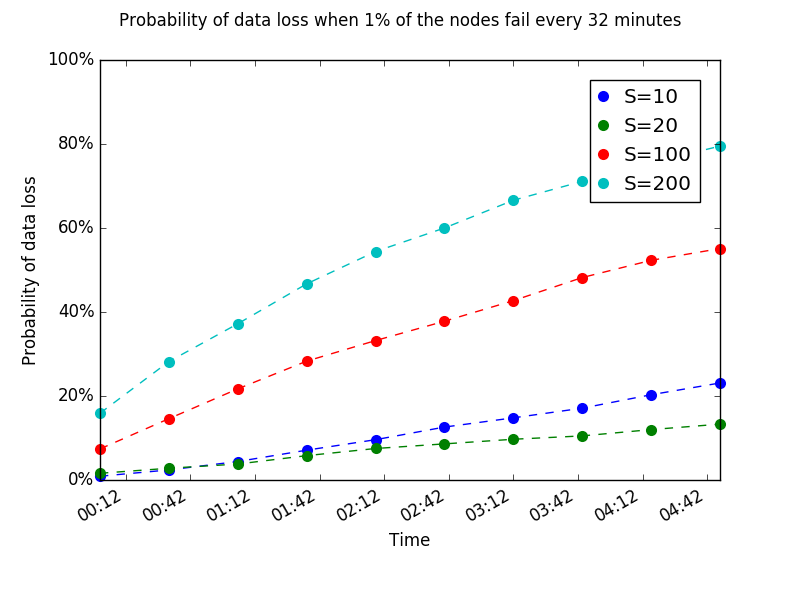 Probability of data loss when 1% of the nodes fail every 32 minutes
100%
80%
60%
40%
20%
0%
Probability of data loss
S=10
S=20
S=100
S=200
00:12 00:42 01:12 01:42 02:12 02:42 03:12 03:42 04:12 04:42
Time